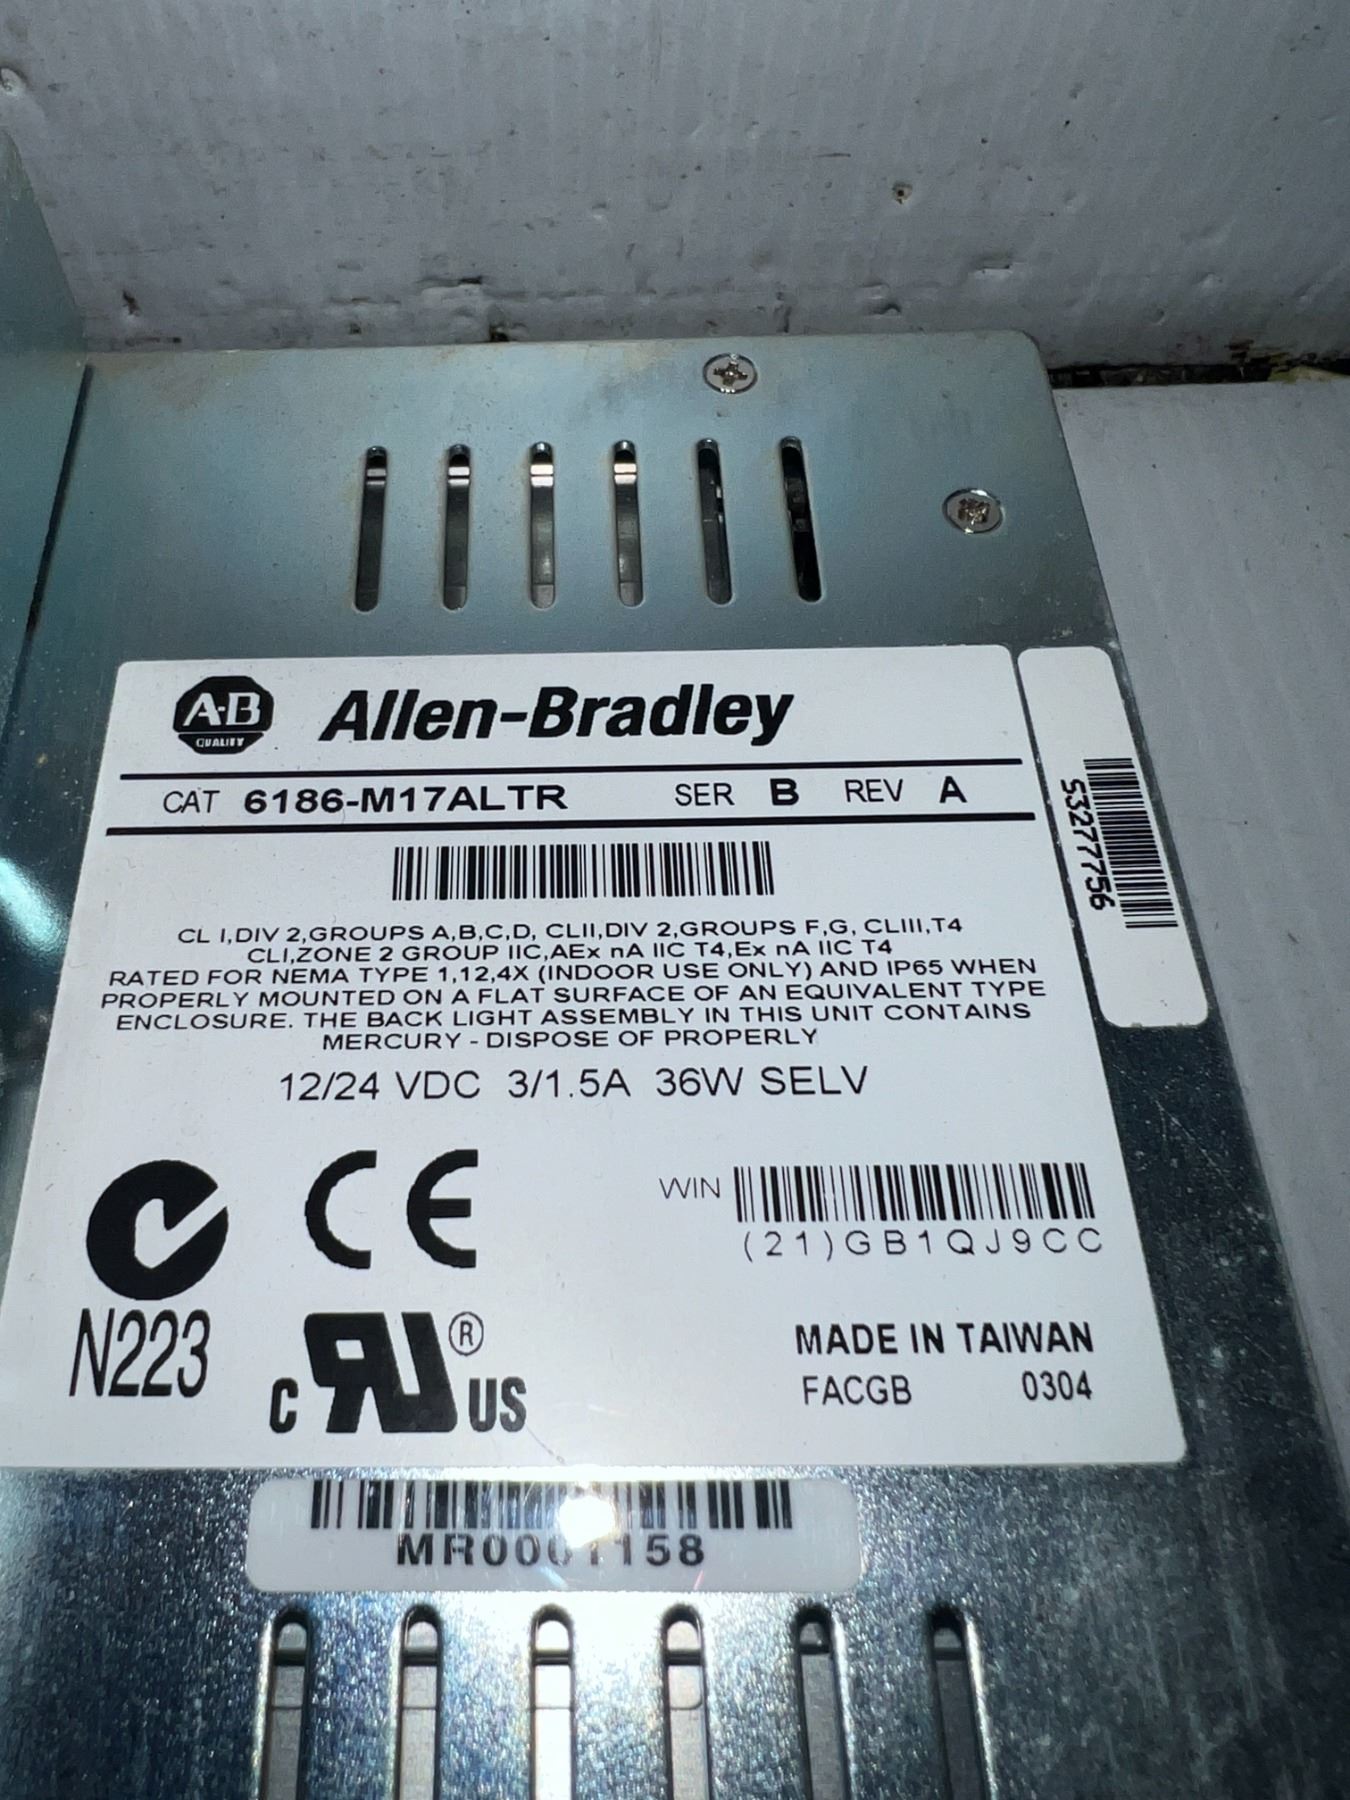 A-B
QUALITY
Allen-Bradley
CAT 6186-M17ALTR SER B REV A
CL I,DIV 2,GROUPS A,B,C,D, CLII,DIV 2,GROUPS F,G, CLIII,T4
CLI,ZONE 2 GROUP IIC,AEx nA IIC T4,Ex nA IIC T4
RATED FOR NEMA TYPE 1,12,4X (INDOOR USE ONLY) AND IP65 WHEN
PROPERLY MOUNTED ON A FLAT SURFACE OF AN EQUIVALENT TYPE
ENCLOSURE. THE BACK LIGHT ASSEMBLY IN THIS UNIT CONTAINS
MERCURY - DISPOSE OF PROPERLY
12/24 VDC 3/1.5A 36W SELV
CE
WIN
(21)GB1QJ9CC
N223
C RU ® US
MADE IN TAIWAN
FACGB 0304
532777756
MR0001158